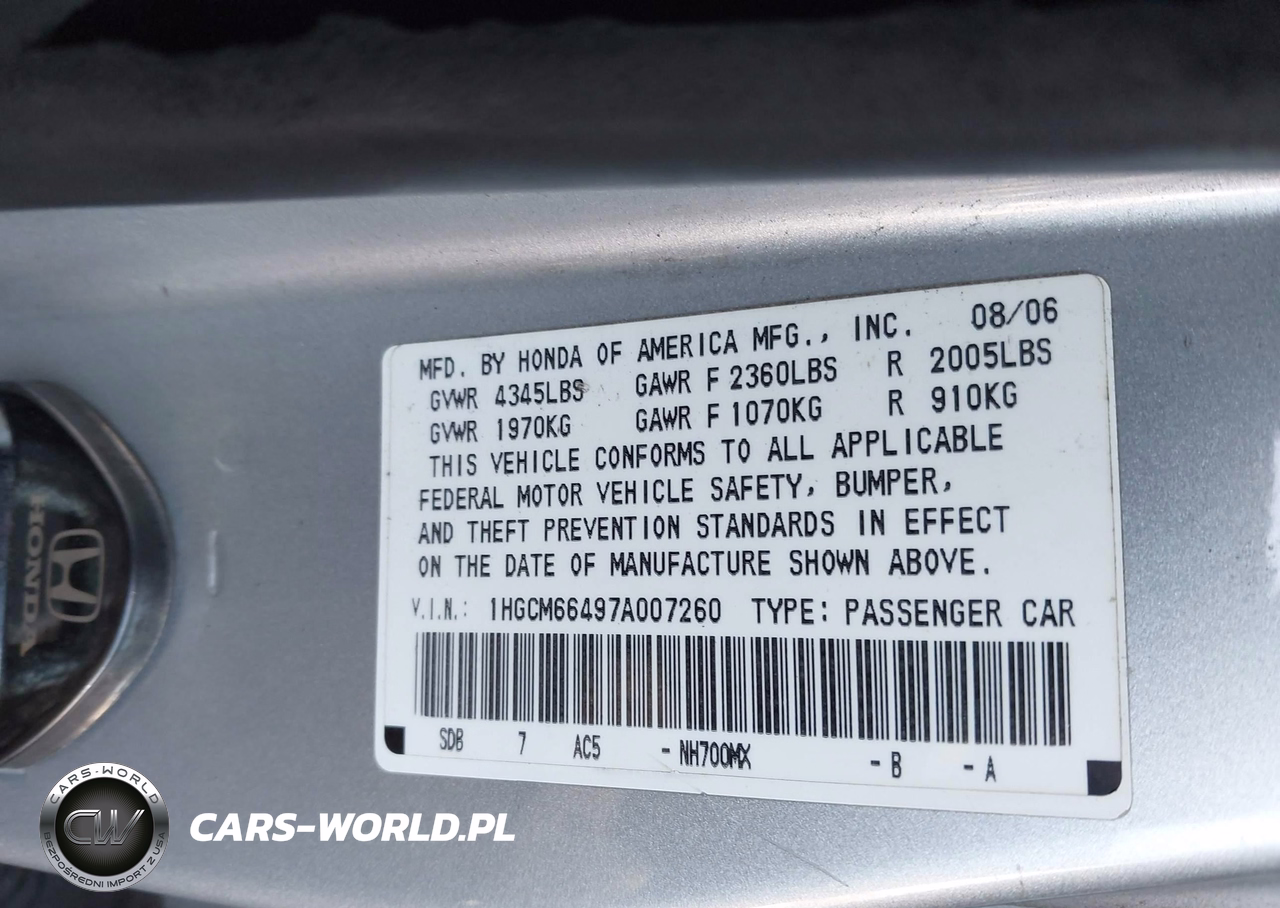 MFD. BY HONDA OF AMERICA MFG., INC. 08/06
GVWR 4345LBS GAWR F 2360LBS R 2005LBS
GVWR 1970KG GAWR F 1070KG R 910KG
THIS VEHICLE CONFORMS TO ALL APPLICABLE
FEDERAL MOTOR VEHICLE SAFETY, BUMPER,
AND THEFT PREVENTION STANDARDS IN EFFECT
ON THE DATE OF MANUFACTURE SHOWN ABOVE.
V.I.N.: 1HGCM66497A007260 TYPE: PASSENGER CAR
SDB 7 AC5 - NH700MX - B - A
HONDA
CARS-WORLD
CW
BEZPOŚREDNI IMPORT Z USA
CARS-WORLD.PL